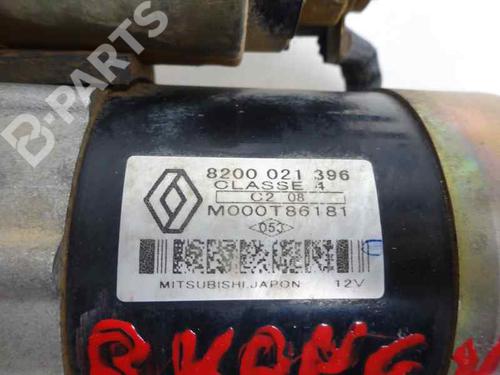 B-PARTS
8200 021 396
CLASSE 4
C2 08
M000T86181
053
MITSUBISHI.JAPON 12V